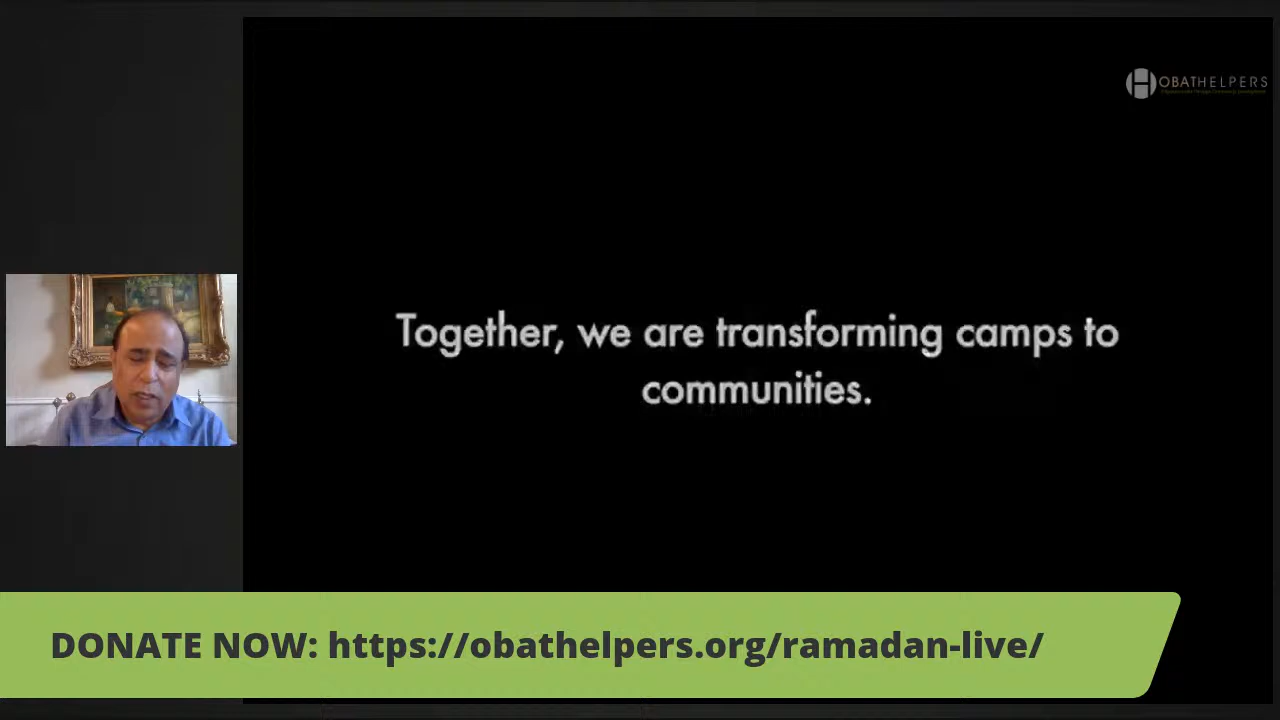 OBATHELPERS
Together, we are transforming camps to
communities.
DONATE NOW: https://obathelpers.org/ramadan-live/